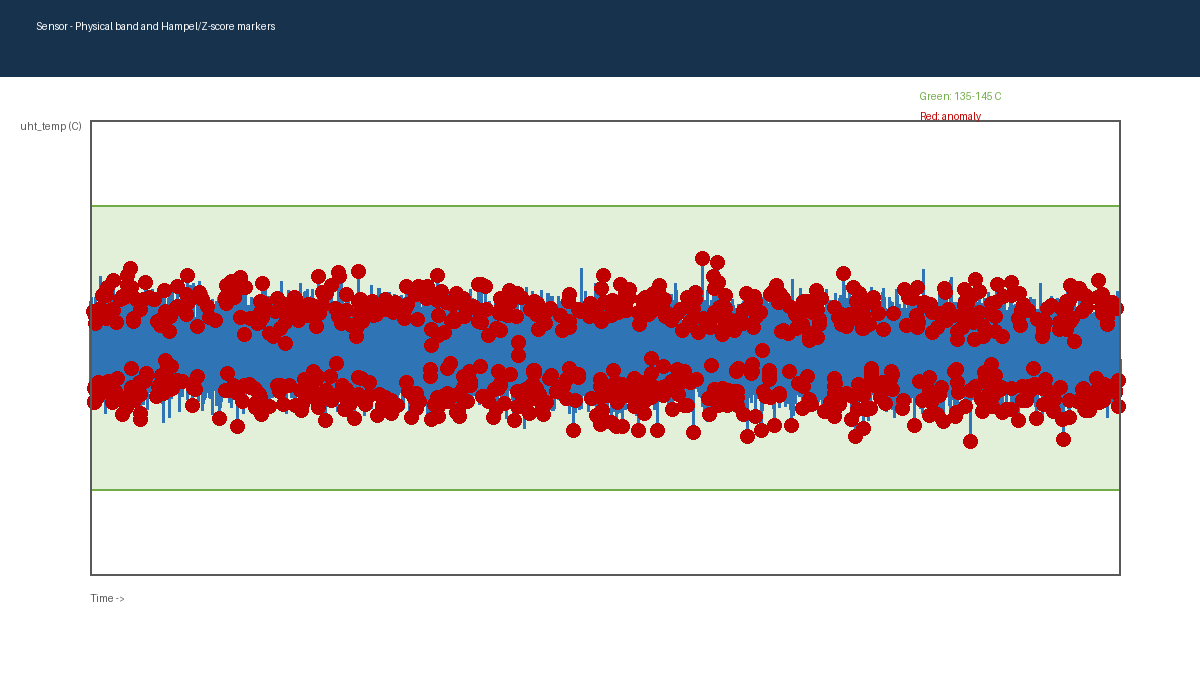 Sensor - Physical band and Hampel/Z-score markers
Green: 135-145 C
Red: anomaly
uht_temp (C)
Time ->